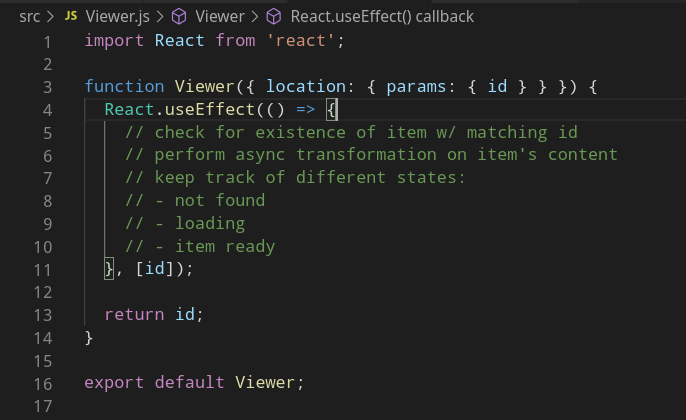 src > JS Viewer.js > Viewer > React.useEffect() callback
1 import React from 'react';
2
3 function Viewer({ location: { params: { id } } }) {
4 React.useEffect(() => {
5 // check for existence of item w/ matching id
6 // perform async transformation on item's content
7 // keep track of different states:
8 // - not found
9 // - loading
10 // - item ready
11 }, [id]);
12
13 return id;
14 }
15
16 export default Viewer;
17